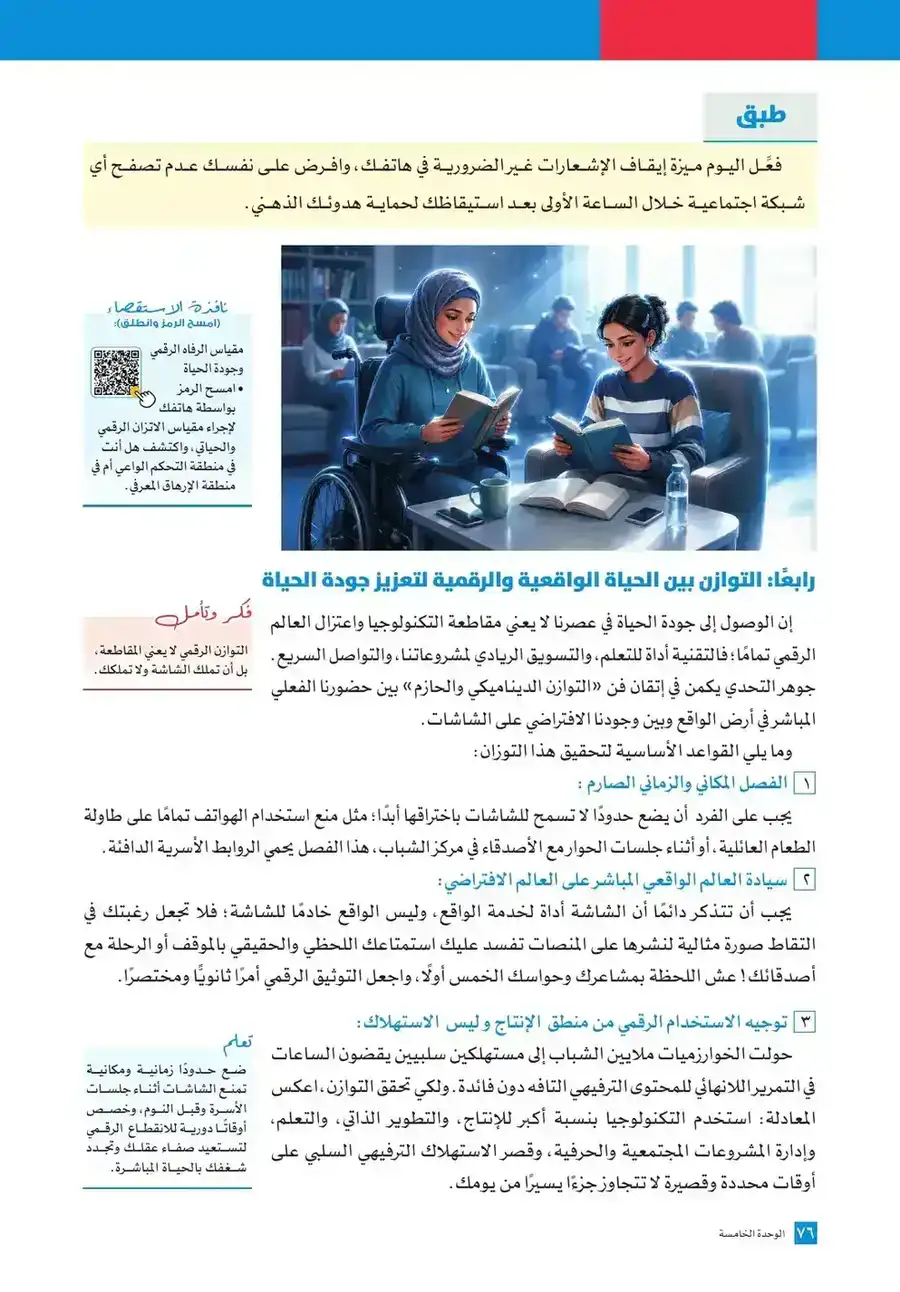 طبق
فعَّل اليوم ميزة إيقاف الإشعارات غير الضرورية في هاتفك، وافرض على نفسك عدم تصفح أي
شبكة اجتماعية خلال الساعة الأولى بعد استيقاظك لحماية هدوئك الذهني.
نافذة الاستقصاء
(امسح الرمز وانطلق):
مقياس الرفاه الرقمي
وجودة الحياة
• امسح الرمز
بواسطة هاتفك
لإجراء مقياس الاتزان الرقمي
والحياتي، واكتشف هل أنت
في منطقة التحكم الواعي أم في
منطقة الإرهاق المعرفي.
رابعًا: التوازن بين الحياة الواقعية والرقمية لتعزيز جودة الحياة
إن الوصول إلى جودة الحياة في عصرنا لا يعني مقاطعة التكنولوجيا واعتزال العالم
الرقمي تمامًا؛ فالتقنية أداة للتعلم، والتسويق الريادي لمشروعاتنا، والتواصل السريع.
جوهر التحدي يكمن في إتقان فن «التوازن الديناميكي والحازم» بين حضورنا الفعلي
المباشر في أرض الواقع وبين وجودنا الافتراضي على الشاشات.
وما يلي القواعد الأساسية لتحقيق هذا التوزان:
فكر وتأمل
التوازن الرقمي لا يعني المقاطعة،
بل أن تملك الشاشة ولا تملكك.
١ الفصل المكاني والزماني الصارم :
يجب على الفرد أن يضع حدودًا لا تسمح للشاشات باختراقها أبدًا؛ مثل منع استخدام الهواتف تمامًا على طاولة
الطعام العائلية، أو أثناء جلسات الحوار مع الأصدقاء في مركز الشباب، هذا الفصل يحمي الروابط الأسرية الدافئة.
٢ سيادة العالم الواقعي المباشر على العالم الافتراضي:
يجب أن تتذكر دائمًا أن الشاشة أداة لخدمة الواقع، وليس الواقع خادمًا للشاشة؛ فلا تجعل رغبتك في
التقاط صورة مثالية لنشرها على المنصات تفسد عليك استمتاعك اللحظي والحقيقي بالموقف أو الرحلة مع
أصدقائك! عش اللحظة بمشاعرك وحواسك الخمس أولًا، واجعل التوثيق الرقمي أمرًا ثانويًّا ومختصرًا.
٣ توجيه الاستخدام الرقمي من منطق الإنتاج وليس الاستهلاك:
حولت الخوارزميات ملايين الشباب إلى مستهلكين سلبيين يقضون الساعات
في التمرير اللانهائي للمحتوى الترفيهي التافه دون فائدة. ولكي تحقق التوازن، اعكس
المعادلة: استخدم التكنولوجيا بنسبة أكبر للإنتاج، والتطوير الذاتي، والتعلم،
وإدارة المشروعات المجتمعية والحرفية، وقصر الاستهلاك الترفيهي السلبي على
أوقات محددة وقصيرة لا تتجاوز جزءًا يسيرًا من يومك.
تعلم
ضع حدودًا زمانية ومكانية
تمنع الشاشات أثناء جلسات
الأسرة وقبل النوم، وخصص
أوقاتًا دورية للانقطاع الرقمي
لتستعيد صفاء عقلك وتجدد
شغفك بالحياة المباشرة.
٧٦ الوحدة الخامسة